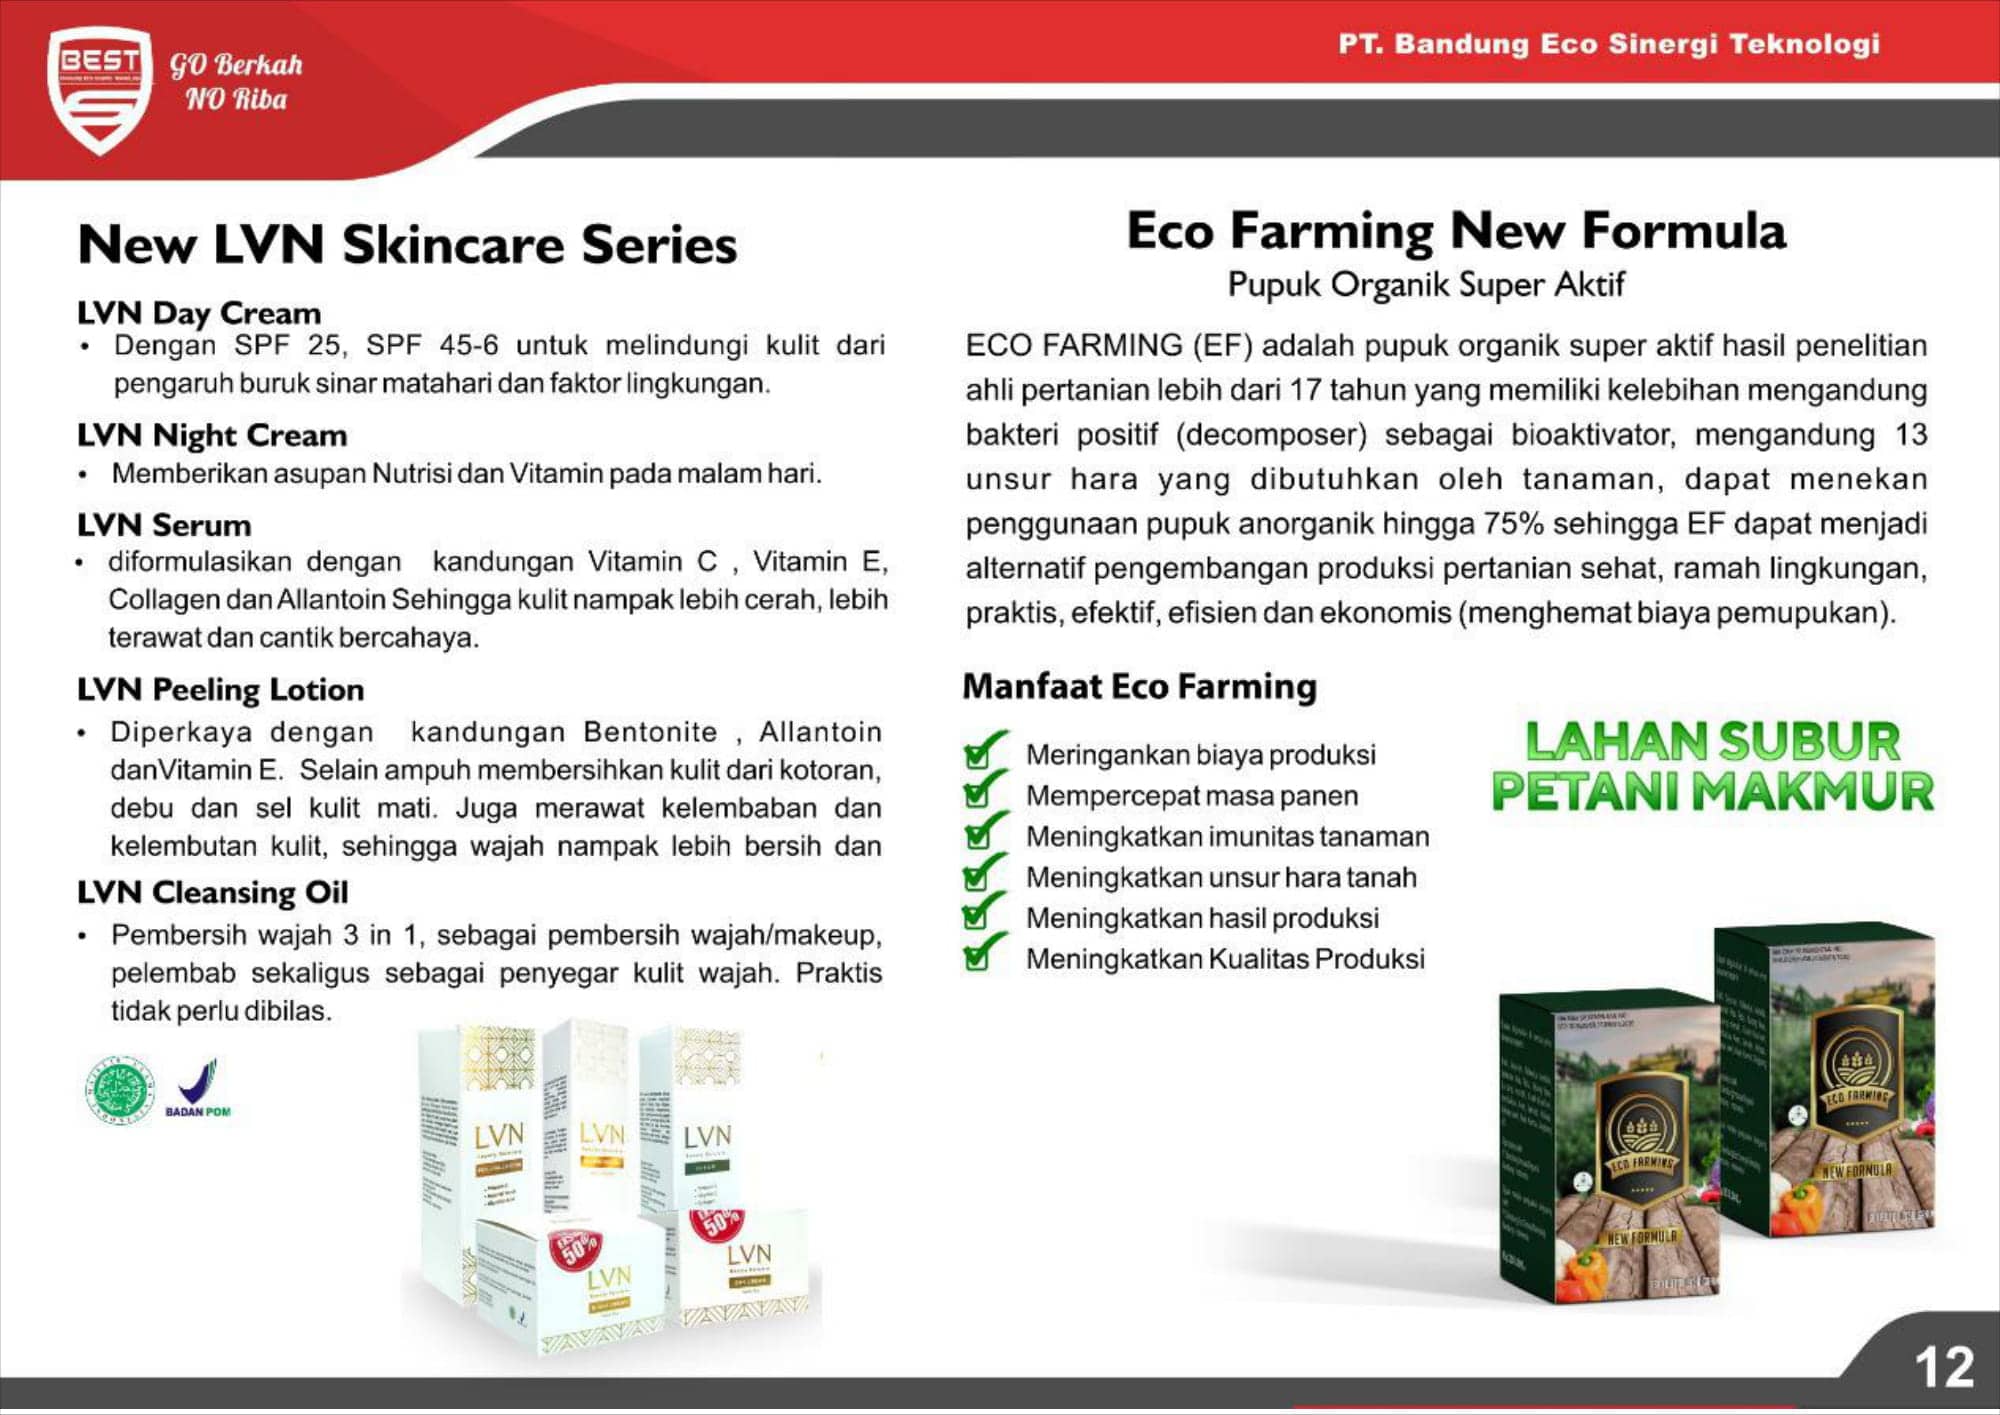 BEST
GO Berkah
NO Riba
PT. Bandung Eco Sinergi Teknologi
New LVN Skincare Series
LVN Day Cream
• Dengan SPF 25, SPF 45-6 untuk melindungi kulit dari
pengaruh buruk sinar matahari dan faktor lingkungan.
LVN Night Cream
• Memberikan asupan Nutrisi dan Vitamin pada malam hari.
LVN Serum
• diformulasikan dengan kandungan Vitamin C , Vitamin E,
Collagen dan Allantoin Sehingga kulit nampak lebih cerah, lebih
terawat dan cantik bercahaya.
LVN Peeling Lotion
• Diperkaya dengan kandungan Bentonite , Allantoin
danVitamin E. Selain ampuh membersihkan kulit dari kotoran,
debu dan sel kulit mati. Juga merawat kelembaban dan
kelembutan kulit, sehingga wajah nampak lebih bersih dan
LVN Cleansing Oil
• Pembersih wajah 3 in 1, sebagai pembersih wajah/makeup,
pelembab sekaligus sebagai penyegar kulit wajah. Praktis
tidak perlu dibilas.
BADAN POM
LVN
LVN
LVN
50%
LVN
50%
LVN
Eco Farming New Formula
Pupuk Organik Super Aktif
ECO FARMING (EF) adalah pupuk organik super aktif hasil penelitian
ahli pertanian lebih dari 17 tahun yang memiliki kelebihan mengandung
bakteri positif (decomposer) sebagai bioaktivator, mengandung 13
unsur hara yang dibutuhkan oleh tanaman, dapat menekan
penggunaan pupuk anorganik hingga 75% sehingga EF dapat menjadi
alternatif pengembangan produksi pertanian sehat, ramah lingkungan,
praktis, efektif, efisien dan ekonomis (menghemat biaya pemupukan).
Manfaat Eco Farming
Meringankan biaya produksi
Mempercepat masa panen
Meningkatkan imunitas tanaman
Meningkatkan unsur hara tanah
Meningkatkan hasil produksi
Meningkatkan Kualitas Produksi
LAHAN SUBUR
PETANI MAKMUR
ECO FARMING
NEW FORMULA
ECO FARMING
NEW FORMULA
12